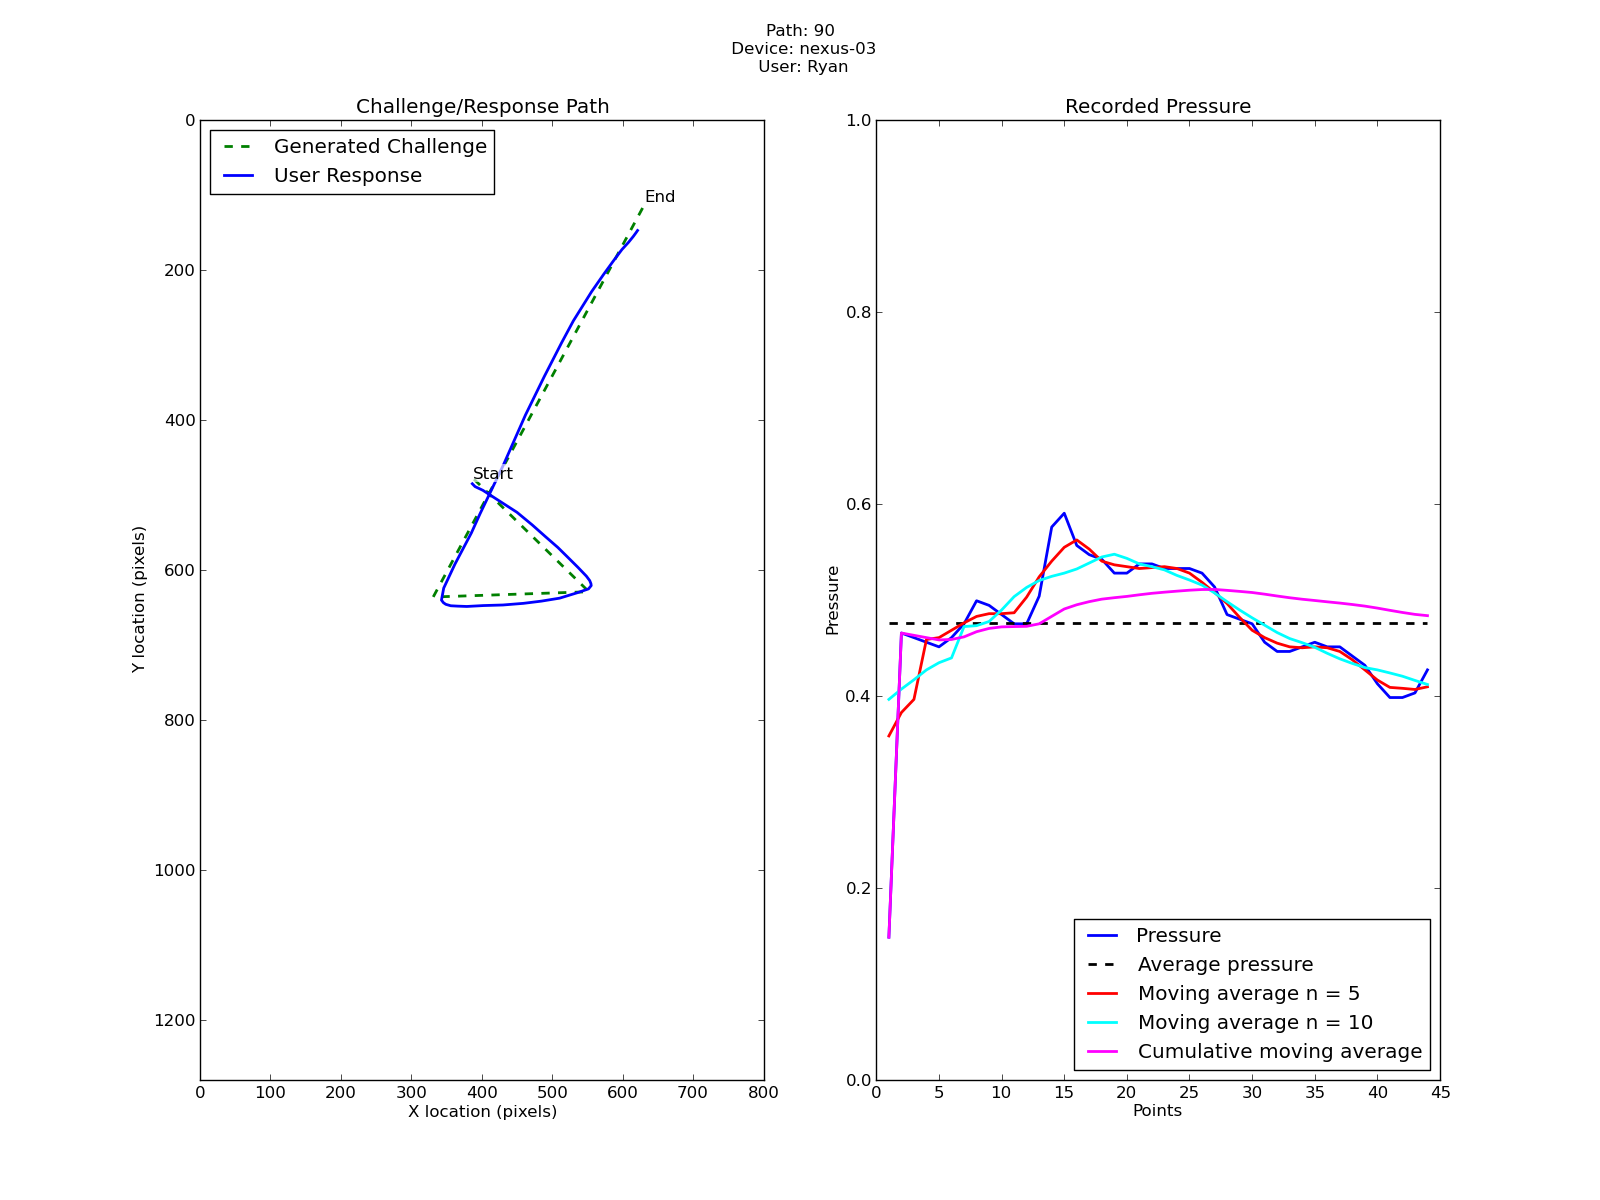 Path: 90
Device: nexus-03
User: Ryan
Challenge/Response Path
Generated Challenge
User Response
End
Start
0
200
400
600
800
1000
1200
Y location (pixels)
0 100 200 300 400 500 600 700 800
X location (pixels)
Recorded Pressure
1.0
0.8
0.6
0.4
0.2
0.0
Pressure
Pressure
Average pressure
Moving average n = 5
Moving average n = 10
Cumulative moving average
0 5 10 15 20 25 30 35 40 45
Points